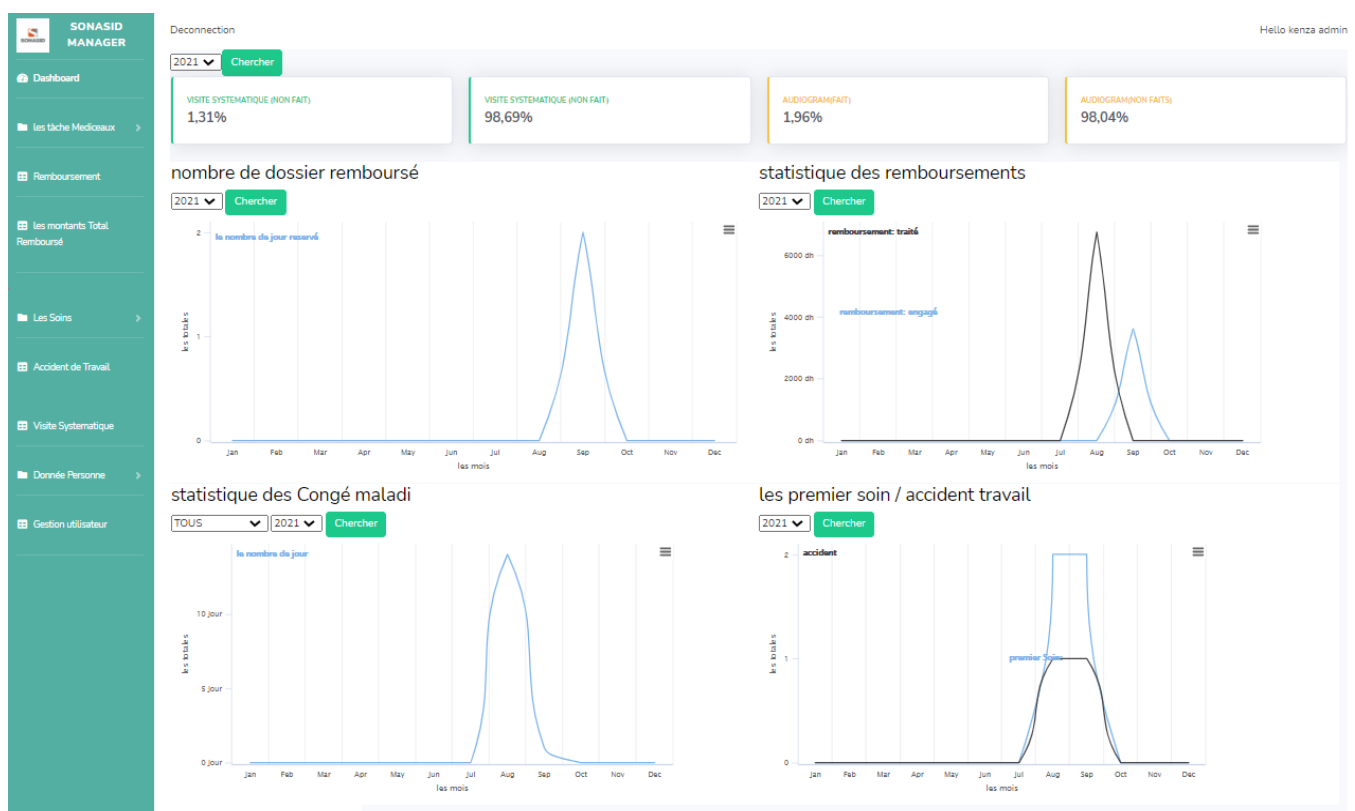 SONASID
MANAGER
SONASID
Deconnection
Hello kenza admin
2021 Chercher
Dashboard
les tâche Mediceaux
Remboursement
les montants Total
Remboursé
Les Soins
Accident de Travail
Visite Systematique
Donnée Personne
Gestion utilisateur
VISITE SYSTEMATIQUE (NON FAIT)
1,31%
VISITE SYSTEMATIQUE (NON FAIT)
98,69%
AUDIOGRAM(FAIT)
1,96%
AUDIOGRAM(NON FAITS)
98,04%
nombre de dossier remboursé
2021 Chercher
le nombre de jour reservé
2
1
0
les totales
Jan Feb Mar Apr May Jun Jul Aug Sep Oct Nov Dec
les mois
statistique des remboursements
2021 Chercher
remboursement: traité
remboursement: engagé
6000 dh
4000 dh
2000 dh
0 dh
les totales
Jan Feb Mar Apr May Jun Jul Aug Sep Oct Nov Dec
les mois
statistique des Congé maladi
TOUS 2021 Chercher
le nombre de jour
10 Jour
5 Jour
0 Jour
les totales
Jan Feb Mar Apr May Jun Jul Aug Sep Oct Nov Dec
les mois
les premier soin / accident travail
2021 Chercher
accident
premier Soins
2
1
0
les totales
Jan Feb Mar Apr May Jun Jul Aug Sep Oct Nov Dec
les mois